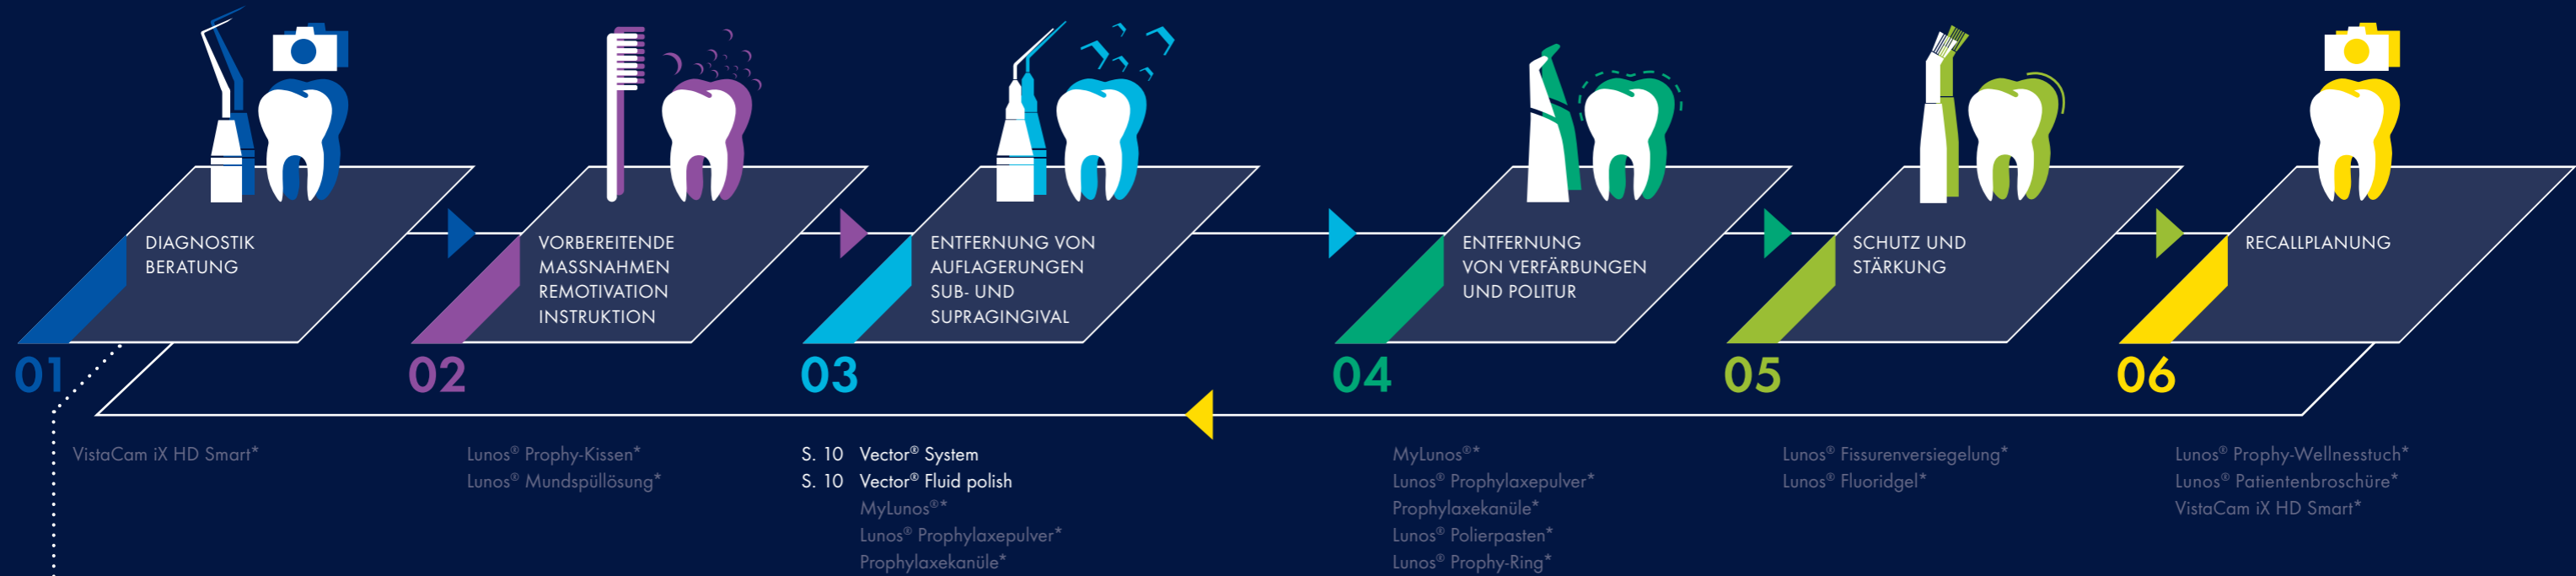 DIAGNOSTIK
BERATUNG
01
VistaCam iX HD Smart*
VORBEREITENDE
MASSNAHMEN
REMOTIVATION
INSTRUKTION
02
Lunos® Prophy-Kissen*
Lunos® Mundspüllösung*
ENTFERNUNG VON
AUFLAGERUNGEN
SUB- UND
SUPRAGINGIVAL
03
S. 10 Vector® System
S. 10 Vector® Fluid polish
MyLunos®*
Lunos® Prophylaxepulver*
Prophylaxekanüle*
ENTFERNUNG
VON VERFÄRBUNGEN
UND POLITUR
04
MyLunos®*
Lunos® Prophylaxepulver*
Prophylaxekanüle*
Lunos® Polierpasten*
Lunos® Prophy-Ring*
SCHUTZ UND
STÄRKUNG
05
Lunos® Fissurenversiegelung*
Lunos® Fluoridgel*
RECALLPLANUNG
06
Lunos® Prophy-Wellnesstuch*
Lunos® Patientenbroschüre*
VistaCam iX HD Smart*